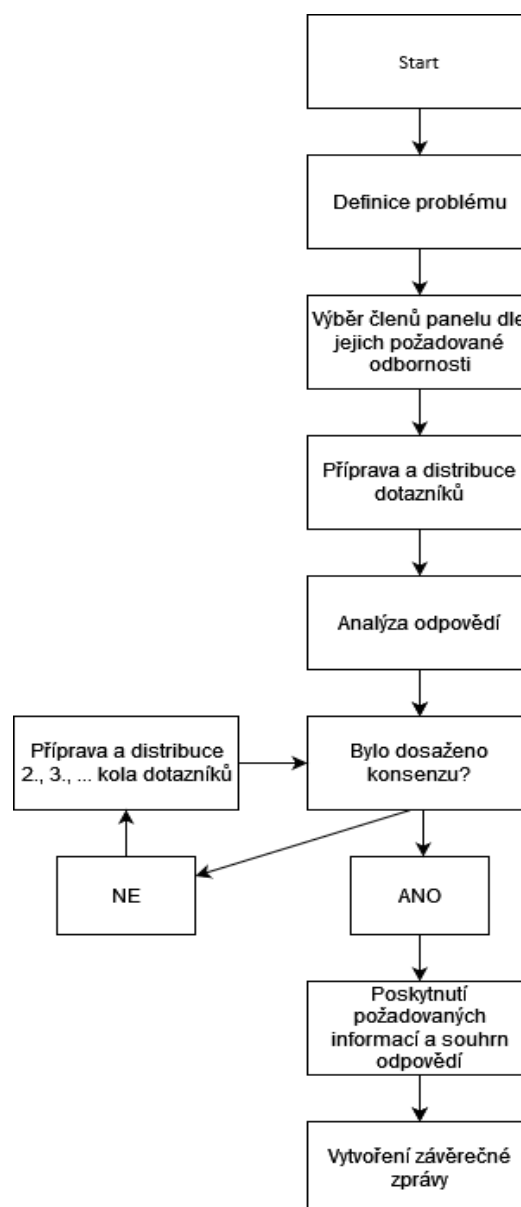 Start
Definice problému
Výběr členů panelu dle
jejich požadované
odbornosti
Příprava a distribuce
dotazníků
Analýza odpovědí
Příprava a distribuce
2., 3., ... kola dotazníků
Bylo dosaženo
konsenzu?
NE
ANO
Poskytnutí
požadovaných
informací a souhrn
odpovědí
Vytvoření závěrečné
zprávy